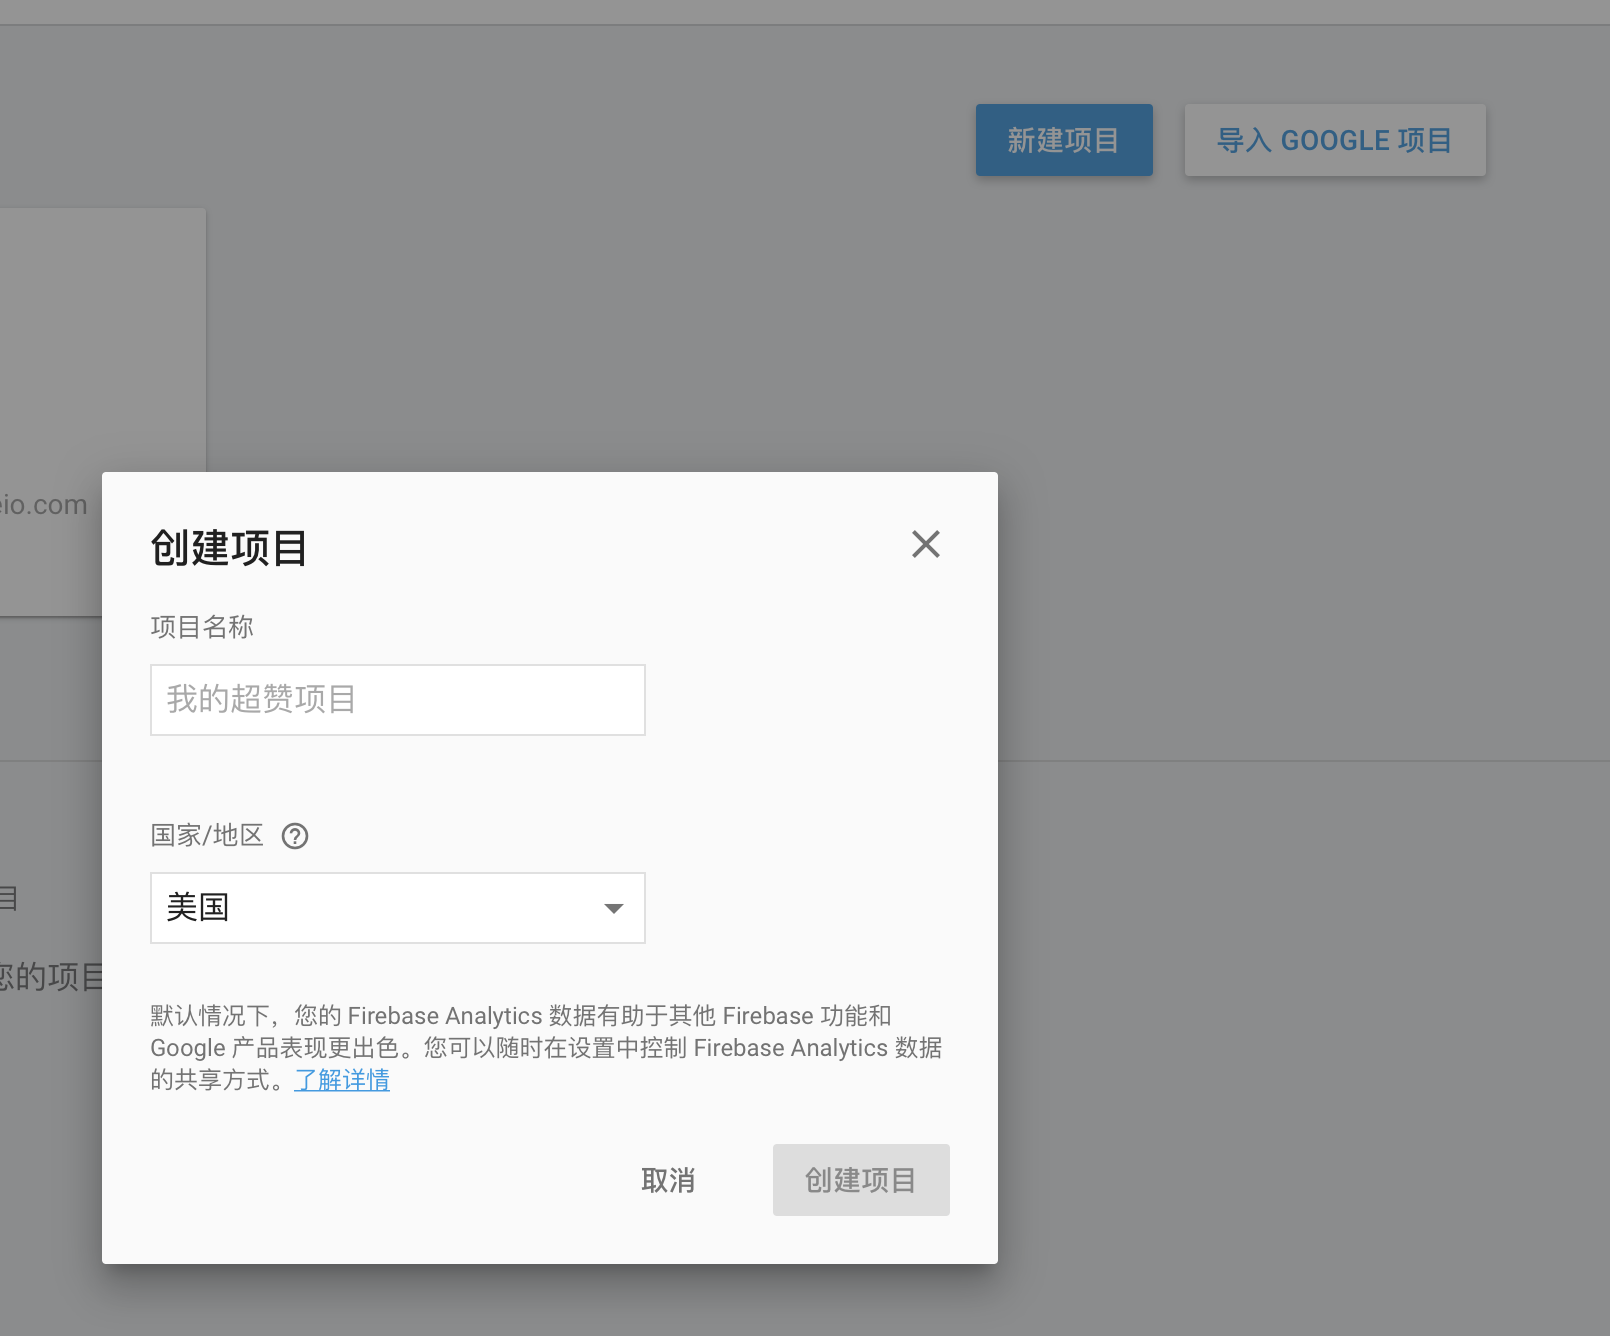 新建项目
导入 GOOGLE 项目
eio.com
创建项目
项目名称
我的超赞项目
国家/地区
美国
目
您的项目
默认情况下，您的 Firebase Analytics 数据有助于其他 Firebase 功能和
Google 产品表现更出色。您可以随时在设置中控制 Firebase Analytics 数据
的共享方式。了解详情
取消
创建项目